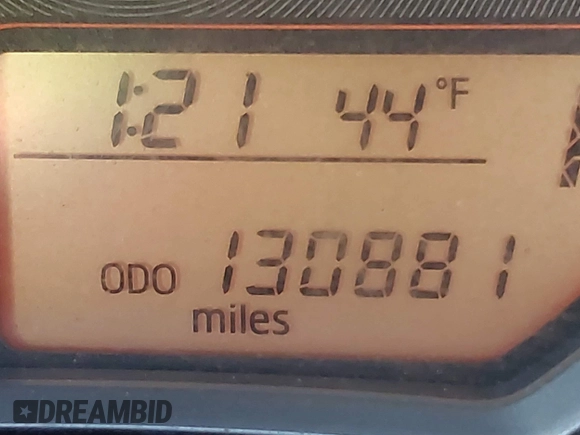 1:21 44°F
ODO 130881
miles
DREAMBID